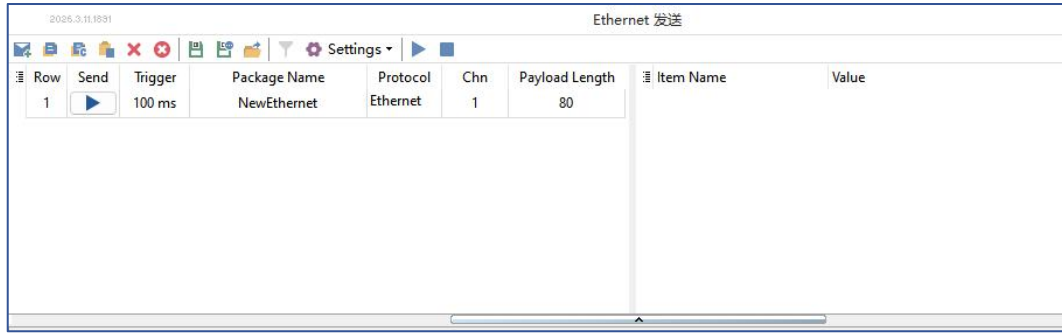 2026.3.11.1891 Ethernet 发送
Settings
Row Send Trigger Package Name Protocol Chn Payload Length Item Name Value
1 100 ms NewEthernet Ethernet 1 80